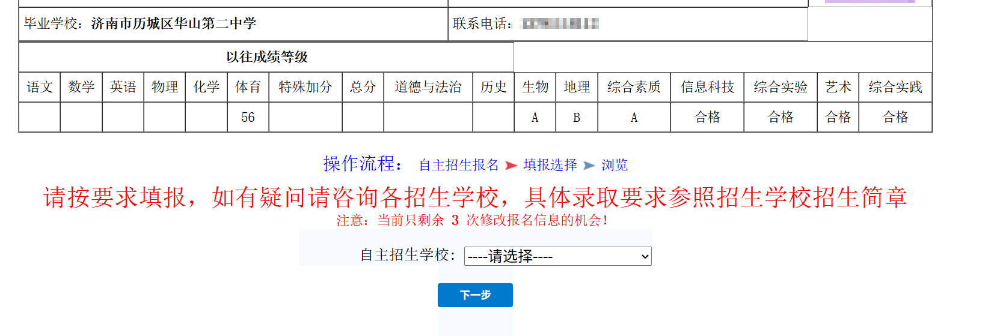 毕业学校：济南市历城区华山第二中学 联系电话：
以往成绩等级
语文 数学 英语 物理 化学 体育 特殊加分 总分 道德与法治 历史 生物 地理 综合素质 信息科技 综合实验 艺术 综合实践
56 A B A 合格 合格 合格 合格
操作流程： 自主招生报名 填报选择 浏览
请按要求填报，如有疑问请咨询各招生学校，具体录取要求参照招生学校招生简章
注意：当前只剩余 3 次修改报名信息的机会！
自主招生学校： ----请选择----
下一步